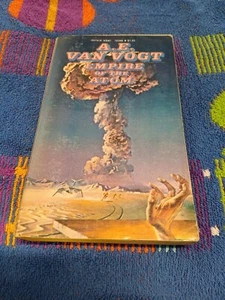 A. E.
VAN VOGT
EMPIRE
OF THE
ATOM